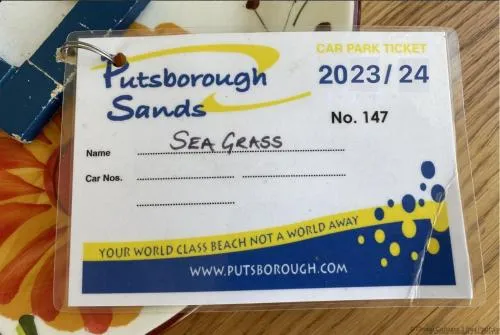 CAR PARK TICKET
Putsborough
Sands
2023/24
No. 147
Name SEA GRASS
Car Nos.
YOUR WORLD CLASS BEACH NOT A WORLD AWAY
WWW.PUTSBOROUGH.COM